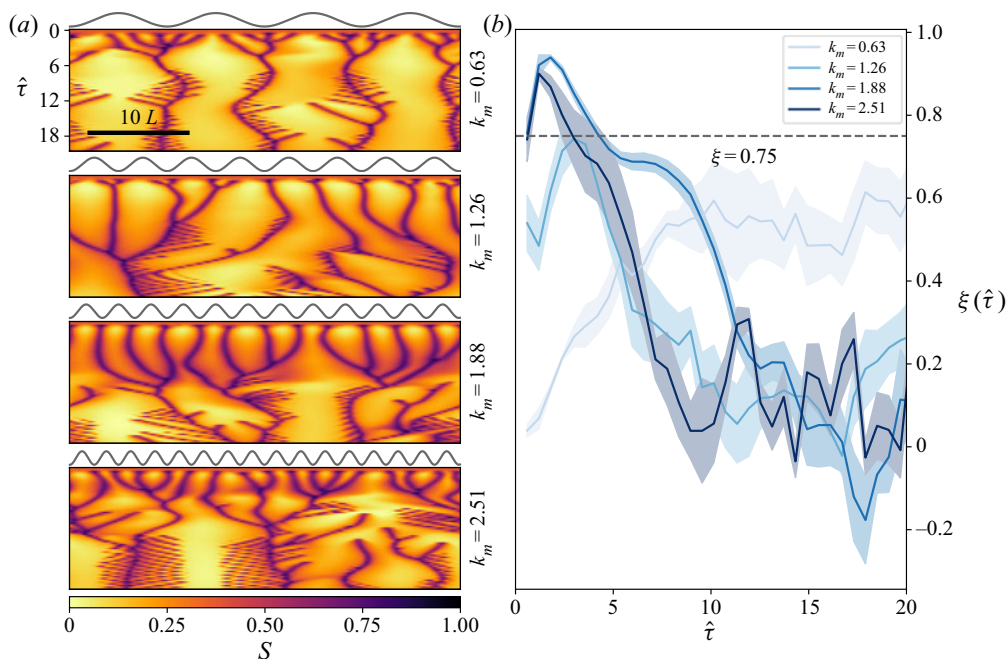 (a)
0
6
12
18
τ̂
10 L
k_m = 0.63
k_m = 1.26
k_m = 1.88
k_m = 2.51
0
0.25
0.50
0.75
1.00
S
(b)
k_m = 0.63
k_m = 1.26
k_m = 1.88
k_m = 2.51
ξ = 0.75
1.0
0.8
0.6
0.4
0.2
0
–0.2
ξ (τ̂)
0
5
10
15
20
τ̂